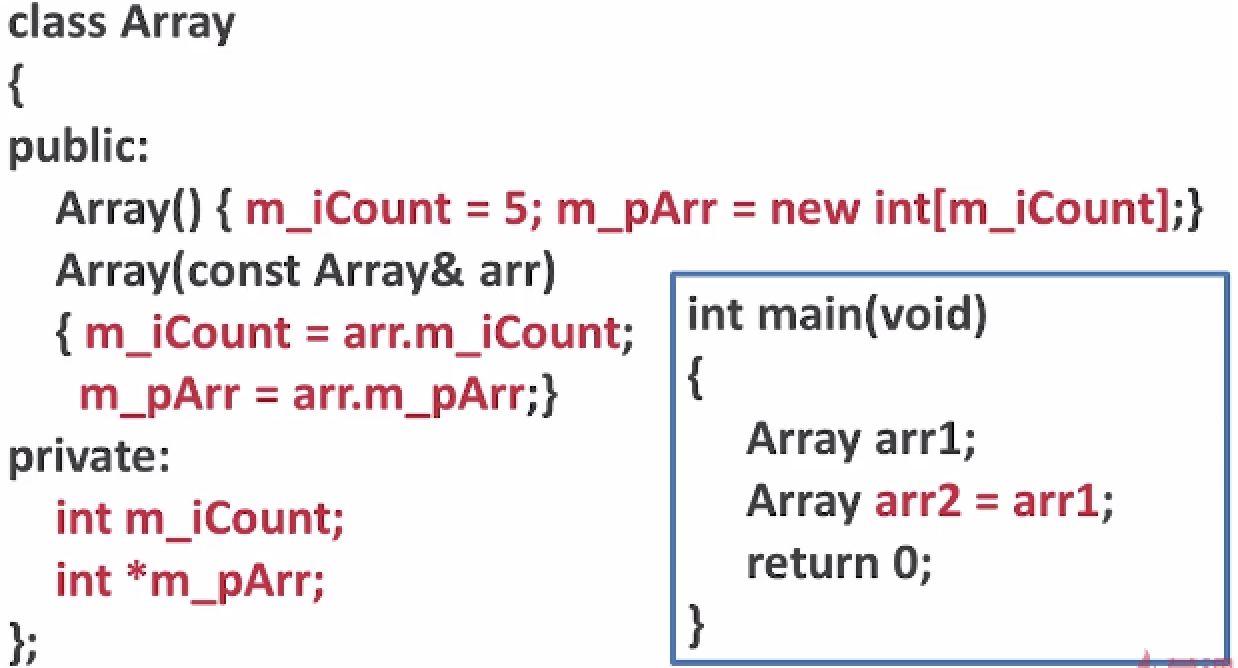 class Array
{
public:
Array() { m_iCount = 5; m_pArr = new int[m_iCount];}
Array(const Array& arr)
{ m_iCount = arr.m_iCount;
m_pArr = arr.m_pArr;}
private:
int m_iCount;
int *m_pArr;
};
int main(void)
{
Array arr1;
Array arr2 = arr1;
return 0;
}